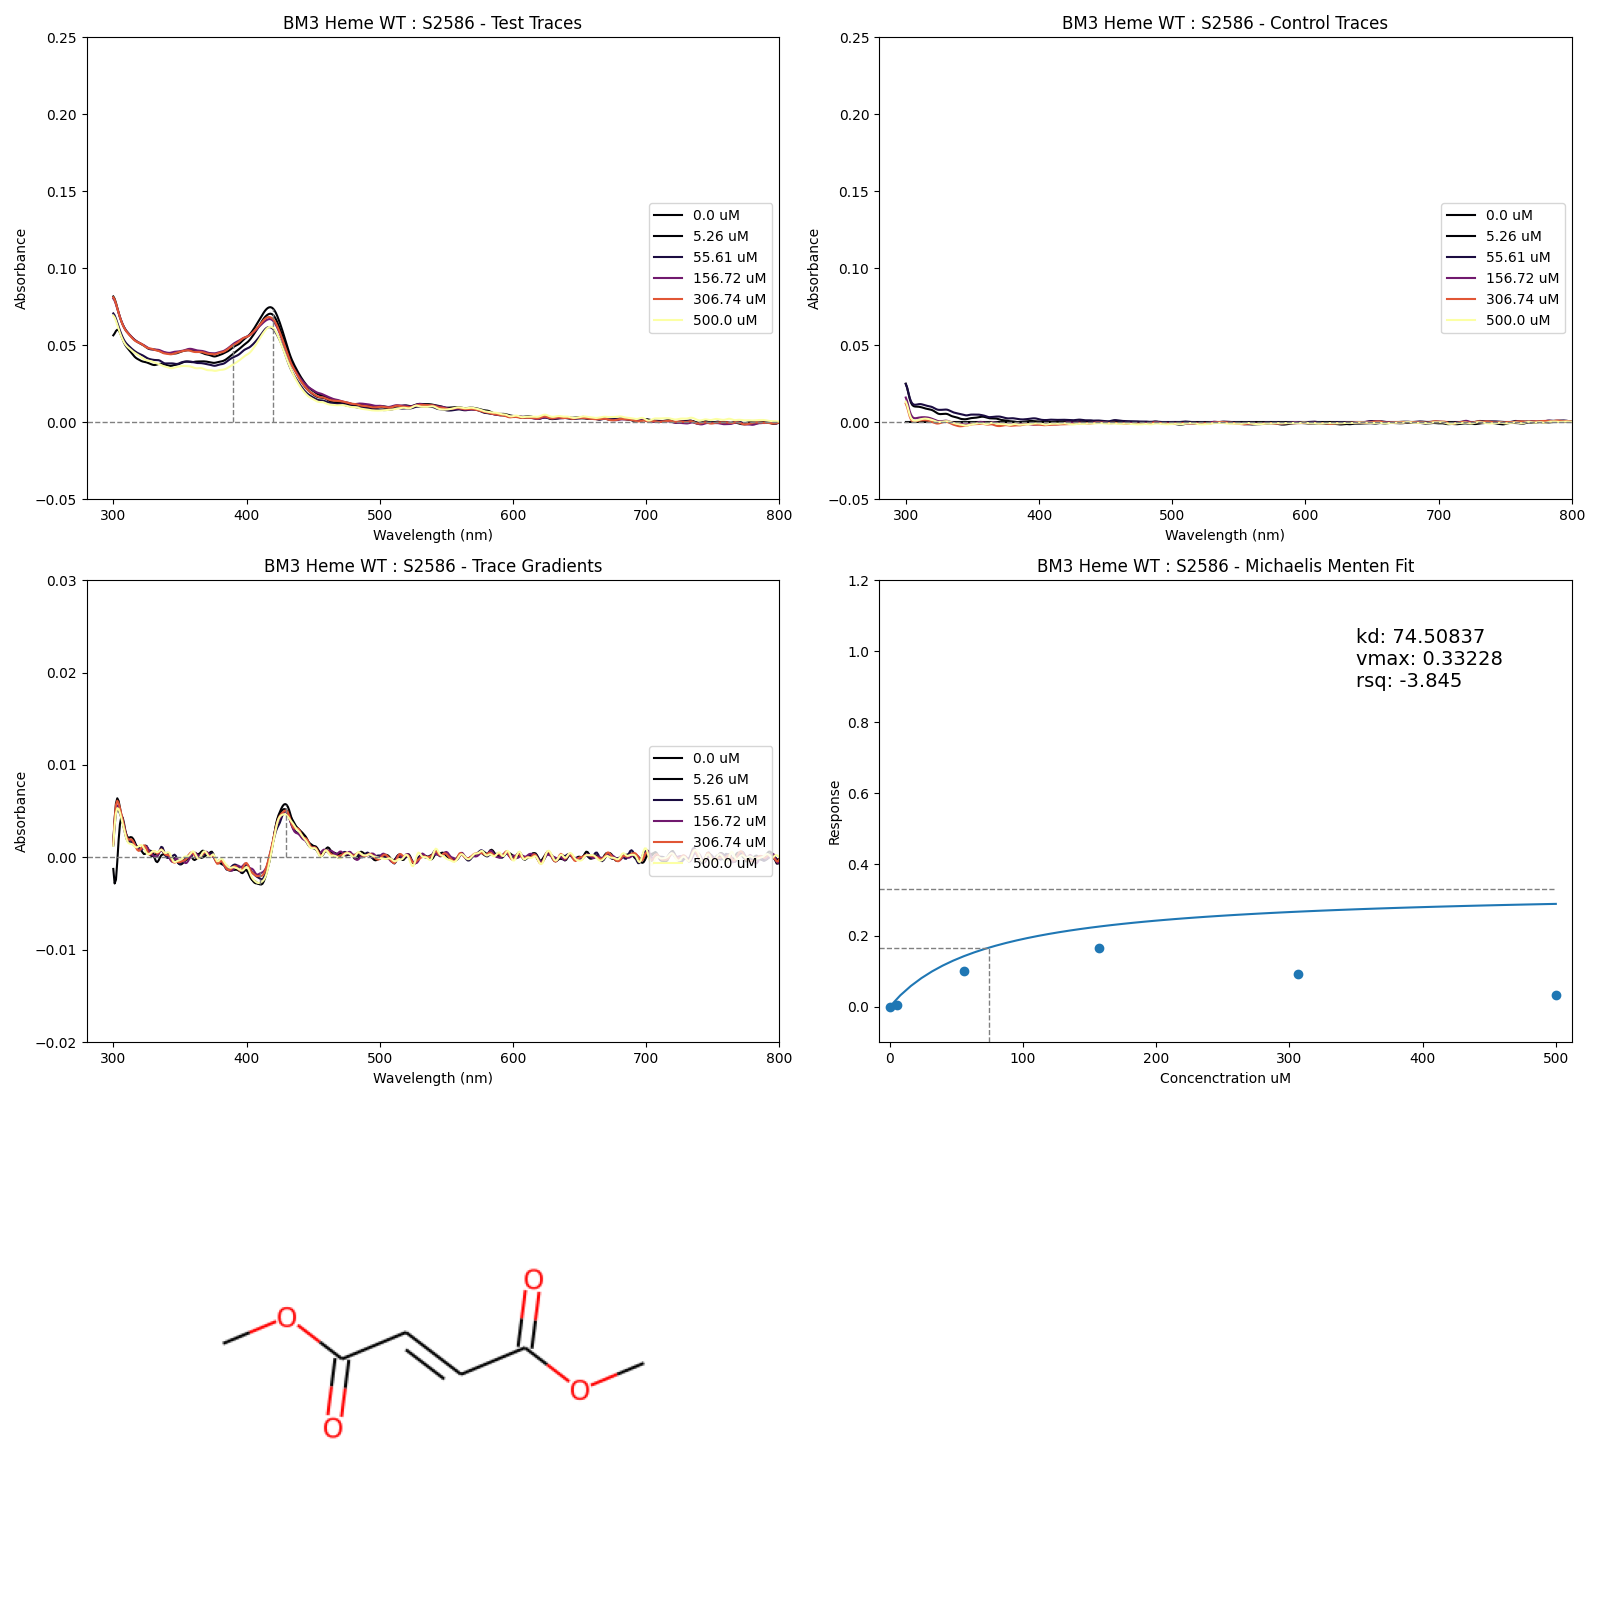 BM3 Heme WT : S2586 - Test Traces
0.25
0.20
0.15
0.10
0.05
0.00
−0.05
Absorbance
300
400
500
600
700
800
Wavelength (nm)
0.0 uM
5.26 uM
55.61 uM
156.72 uM
306.74 uM
500.0 uM
BM3 Heme WT : S2586 - Control Traces
0.25
0.20
0.15
0.10
0.05
0.00
−0.05
Absorbance
300
400
500
600
700
800
Wavelength (nm)
0.0 uM
5.26 uM
55.61 uM
156.72 uM
306.74 uM
500.0 uM
BM3 Heme WT : S2586 - Trace Gradients
0.03
0.02
0.01
0.00
−0.01
−0.02
Absorbance
300
400
500
600
700
800
Wavelength (nm)
0.0 uM
5.26 uM
55.61 uM
156.72 uM
306.74 uM
500.0 uM
BM3 Heme WT : S2586 - Michaelis Menten Fit
1.2
1.0
0.8
0.6
0.4
0.2
0.0
Response
0
100
200
300
400
500
Concenctration uM
kd: 74.50837
vmax: 0.33228
rsq: -3.845
O
O
O
O